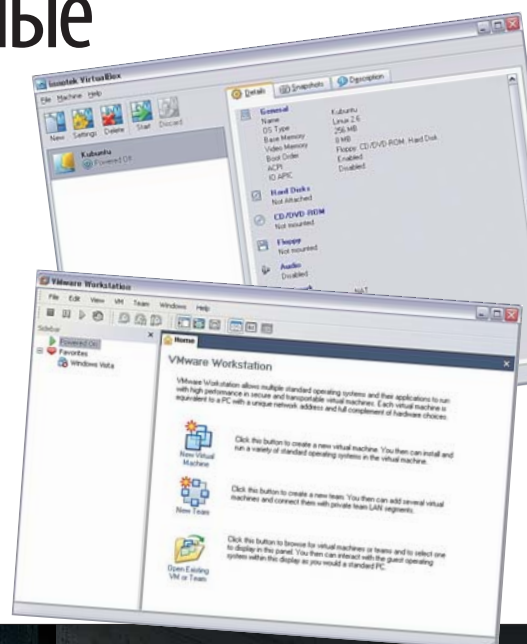 ные
innotek VirtualBox
File Machine Help
New Settings Delete Start Discard
Kubuntu
Powered Off
Details Snapshots Description
General
Name Kubuntu
OS Type Linux 2.6
Base Memory 256 MB
Video Memory 8 MB
Boot Order Floppy, CD/DVD-ROM, Hard Disk
ACPI Enabled
IO APIC Disabled
Hard Disks
Not Attached
CD/DVD-ROM
Not mounted
Floppy
Not mounted
Audio
Disabled
NAT
VMware Workstation
File Edit View VM Team Windows Help
Sidebar
Powered On
Favorites
Windows Vista
Home
VMware Workstation
VMware Workstation allows multiple standard operating systems and their applications to run
with high performance in secure and transportable virtual machines. Each virtual machine is
equivalent to a PC with a unique network address and full complement of hardware choices.
New Virtual
Machine
Click this button to create a new virtual machine. You then can install and
run a variety of standard operating systems in the virtual machine.
New Team
Click this button to create a new team. You then can add several virtual
machines and connect them with private team LAN segments.
Open Existing
VM or Team
Click this button to browse for virtual machines or teams and to select one
to display in this panel. You then can interact with the guest operating
system within this display as you would a standard PC.